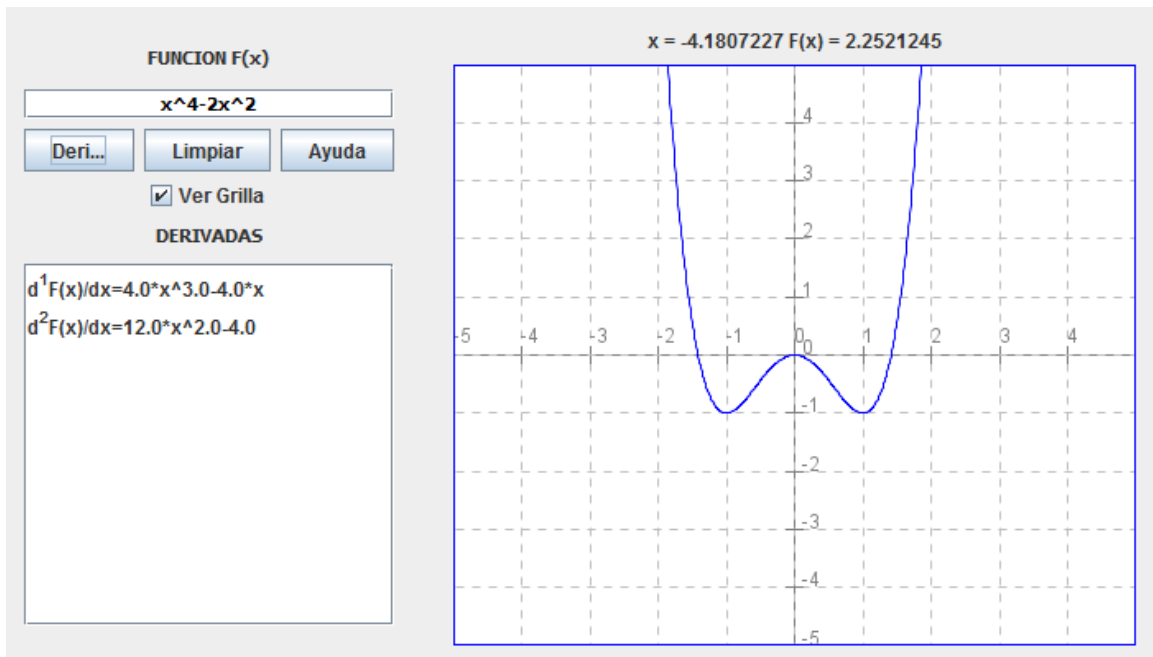 FUNCION F(x)
x^4-2x^2
Deri... Limpiar Ayuda
Ver Grilla
DERIVADAS
d^1F(x)/dx=4.0*x^3.0-4.0*x
d^2F(x)/dx=12.0*x^2.0-4.0
x = -4.1807227 F(x) = 2.2521245
4
3
2
1
-5 -4 -3 -2 -1 0 1 2 3 4
0
-1
-2
-3
-4
-5